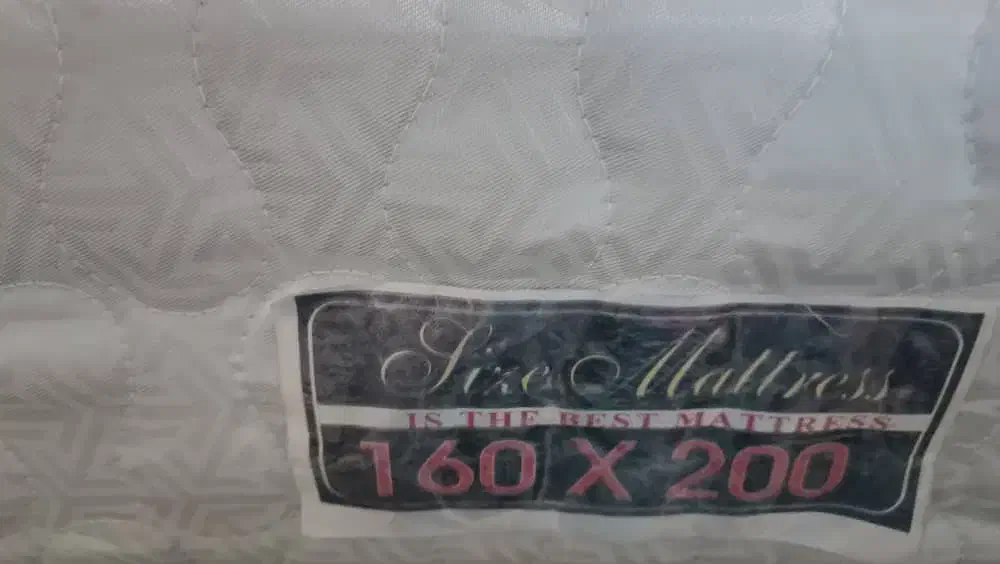 Size Mattress
IS THE BEST MATTRESS
160 X 200